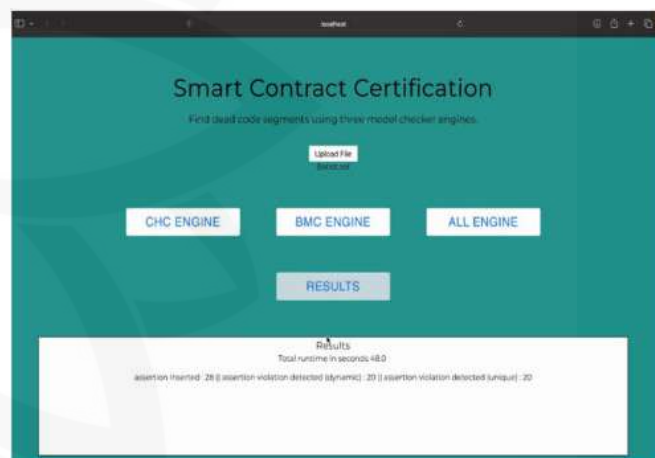 localhost
Smart Contract Certification
Find dead code segments using three model checker engines.
Upload File
CHC ENGINE
BMC ENGINE
ALL ENGINE
RESULTS
Results
Total runtime in seconds 48.0
assertion inserted : 28 || assertion violation detected (dynamic) : 20 || assertion violation detected (unique) : 20